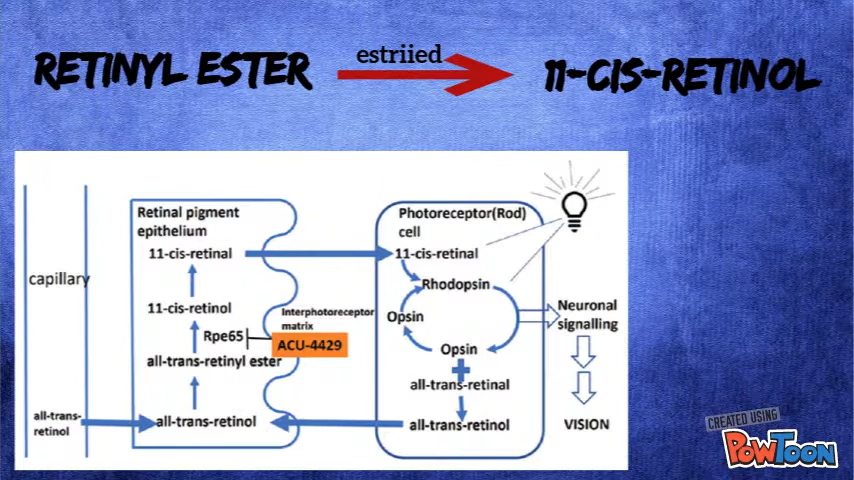 RETINYL ESTER
estriied
11-CIS-RETINOL
Retinal pigment
epithelium
11-cis-retinal
capillary
11-cis-retinol
Rpe65
all-trans-retinyl ester
all-trans-
retinol
all-trans-retinol
Interphotoreceptor
matrix
ACU-4429
Photoreceptor(Rod)
cell
11-cis-retinal
Rhodopsin
Opsin
Opsin
all-trans-retinal
all-trans-retinol
Neuronal
signalling
VISION
CREATED USING
POWTOON